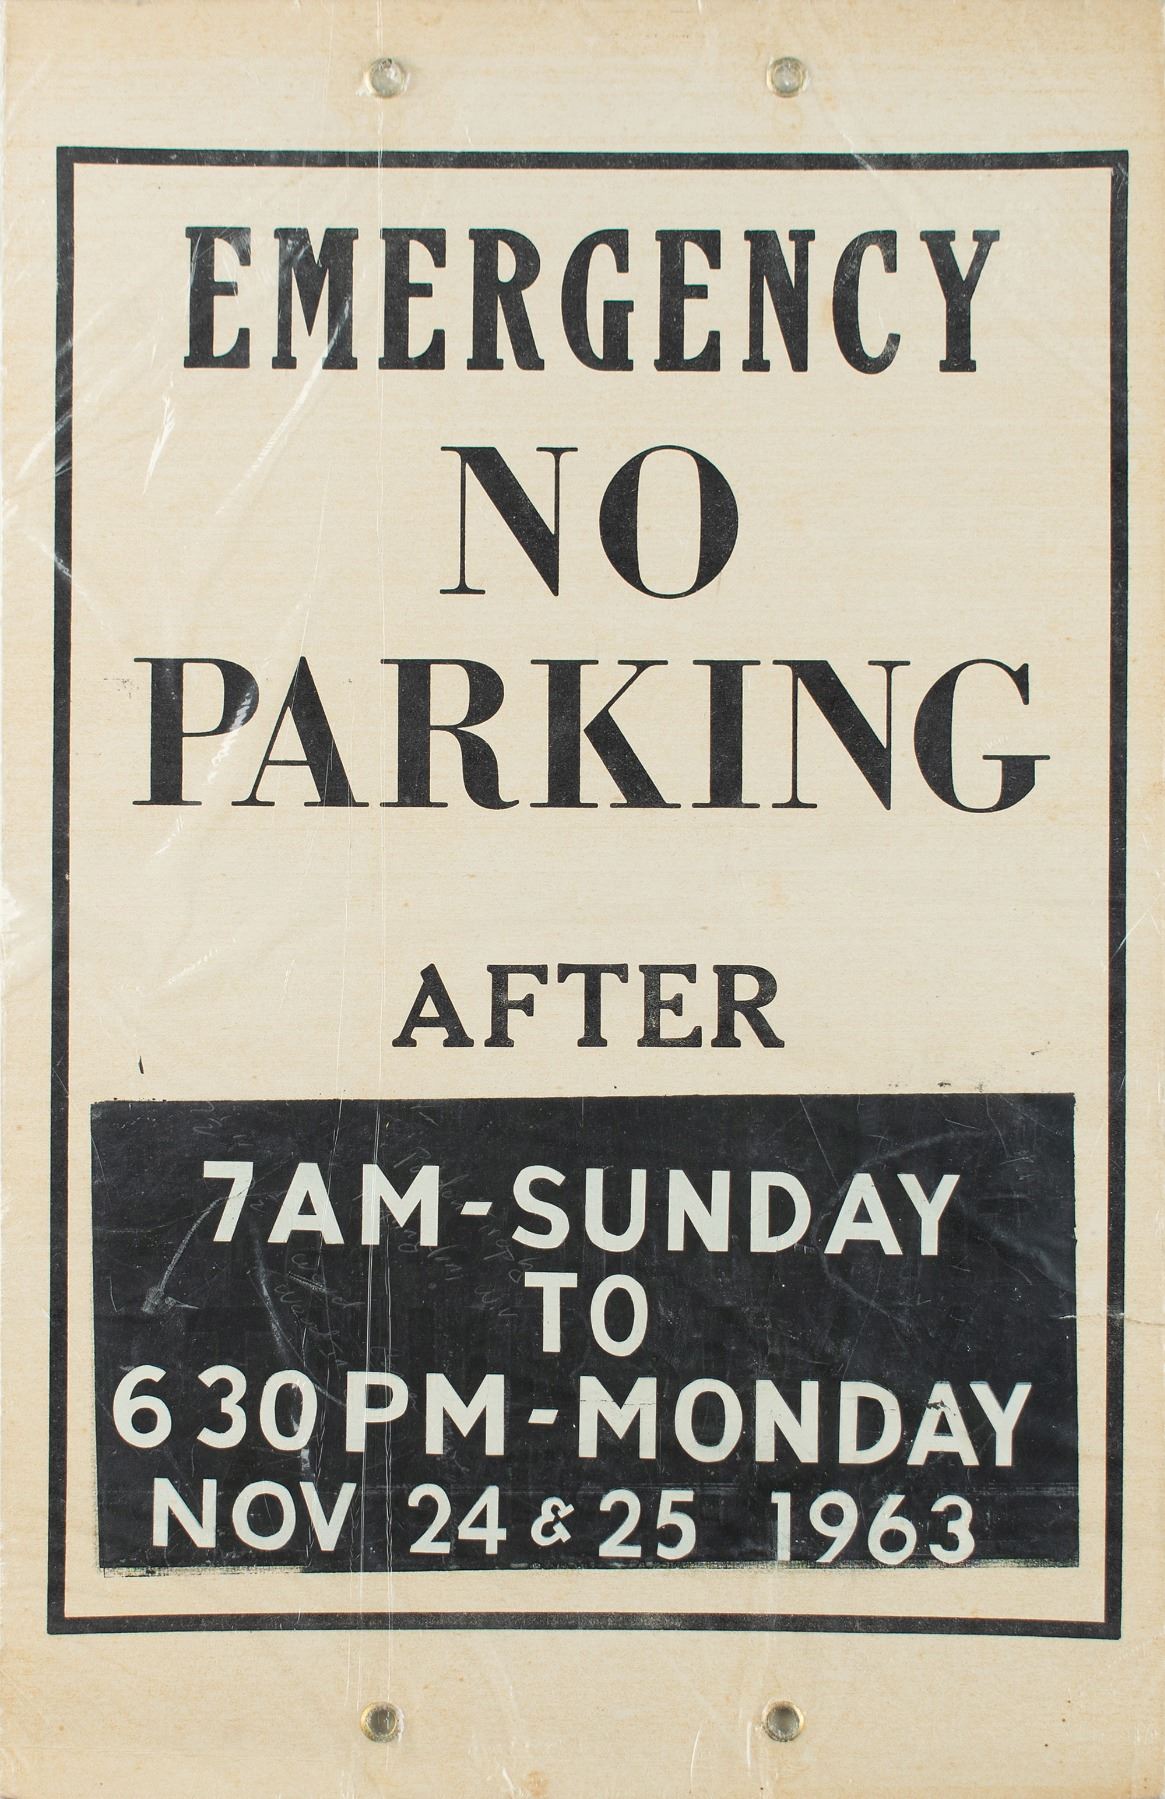 EMERGENCY
NO
PARKING
AFTER
7AM-SUNDAY
TO
630PM-MONDAY
NOV 24 & 25 1963